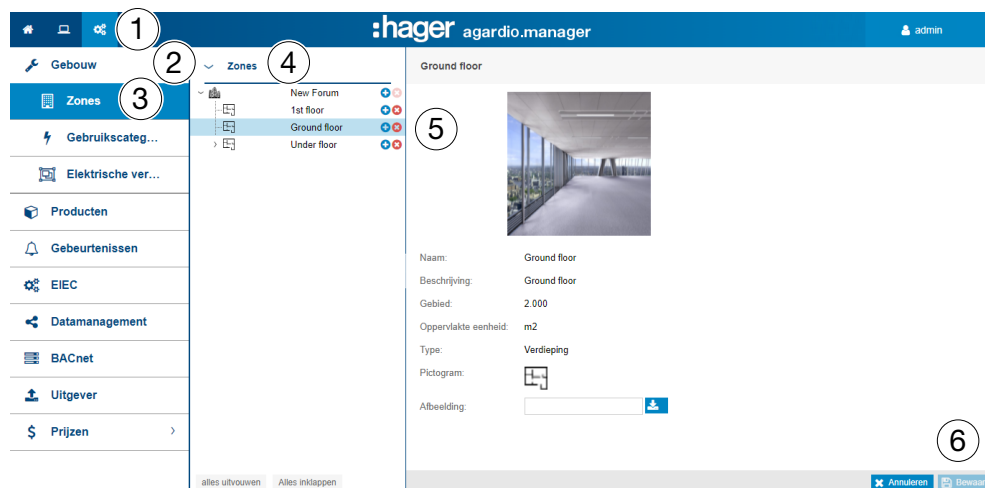 1
:hager agardio.manager
admin
Gebouw
2
Zones
4
Ground floor
Zones
3
New Forum
1st floor
5
Ground floor
Under floor
Gebruikscateg...
Elektrische ver...
Producten
Gebeurtenissen
EIEC
Datamanagement
BACnet
Uitgever
Prijzen
Naam: Ground floor
Beschrijving: Ground floor
Gebied: 2.000
Oppervlakte eenheid: m2
Type: Verdieping
Pictogram:
Afbeelding:
6
alles uitvouwen Alles inklappen
Annuleren Bewaar